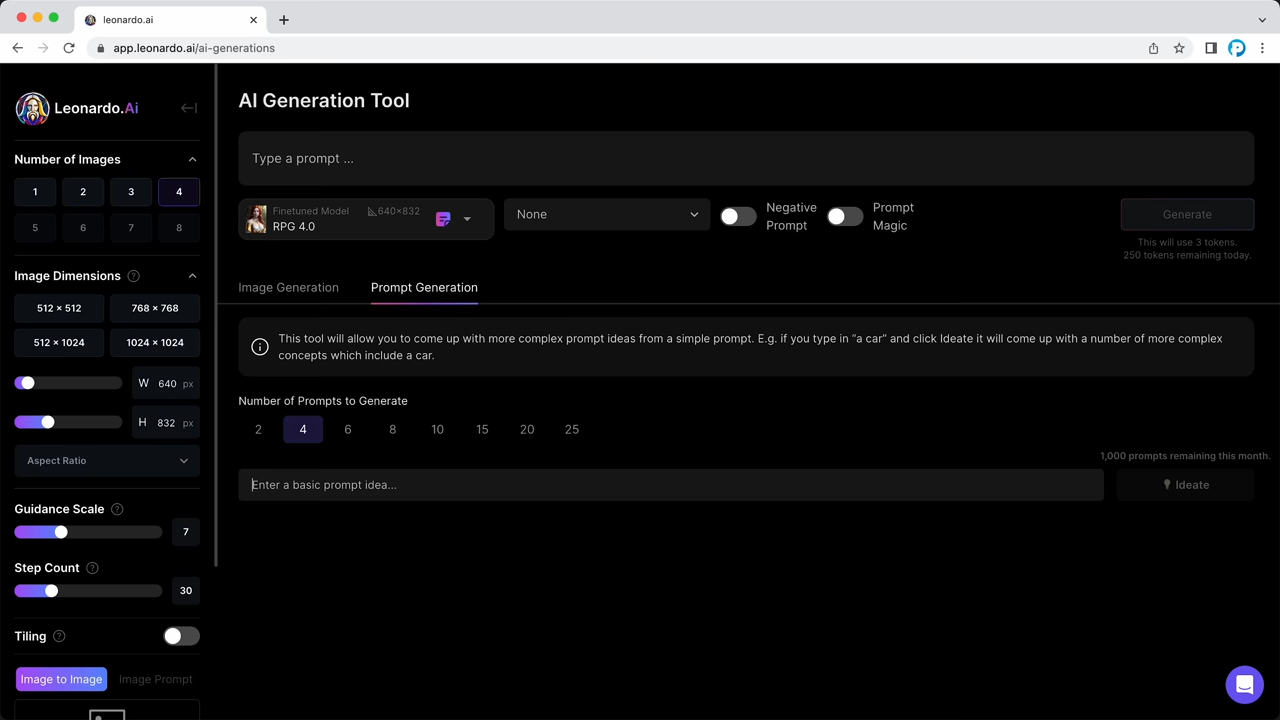 leonardo.ai
app.leonardo.ai/ai-generations
Leonardo.Ai
Number of Images
1 2 3 4
5 6 7 8
Image Dimensions ?
512 × 512 768 × 768
512 × 1024 1024 × 1024
W 640 px
H 832 px
Aspect Ratio
Guidance Scale ?
7
Step Count ?
30
Tiling ?
Image to Image Image Prompt
AI Generation Tool
Type a prompt ...
Finetuned Model 640×832
RPG 4.0
None
Negative
Prompt
Prompt
Magic
Generate
This will use 3 tokens.
250 tokens remaining today.
Image Generation Prompt Generation
This tool will allow you to come up with more complex prompt ideas from a simple prompt. E.g. if you type in "a car" and click Ideate it will come up with a number of more complex
concepts which include a car.
Number of Prompts to Generate
2 4 6 8 10 15 20 25
1,000 prompts remaining this month.
Enter a basic prompt idea...
Ideate